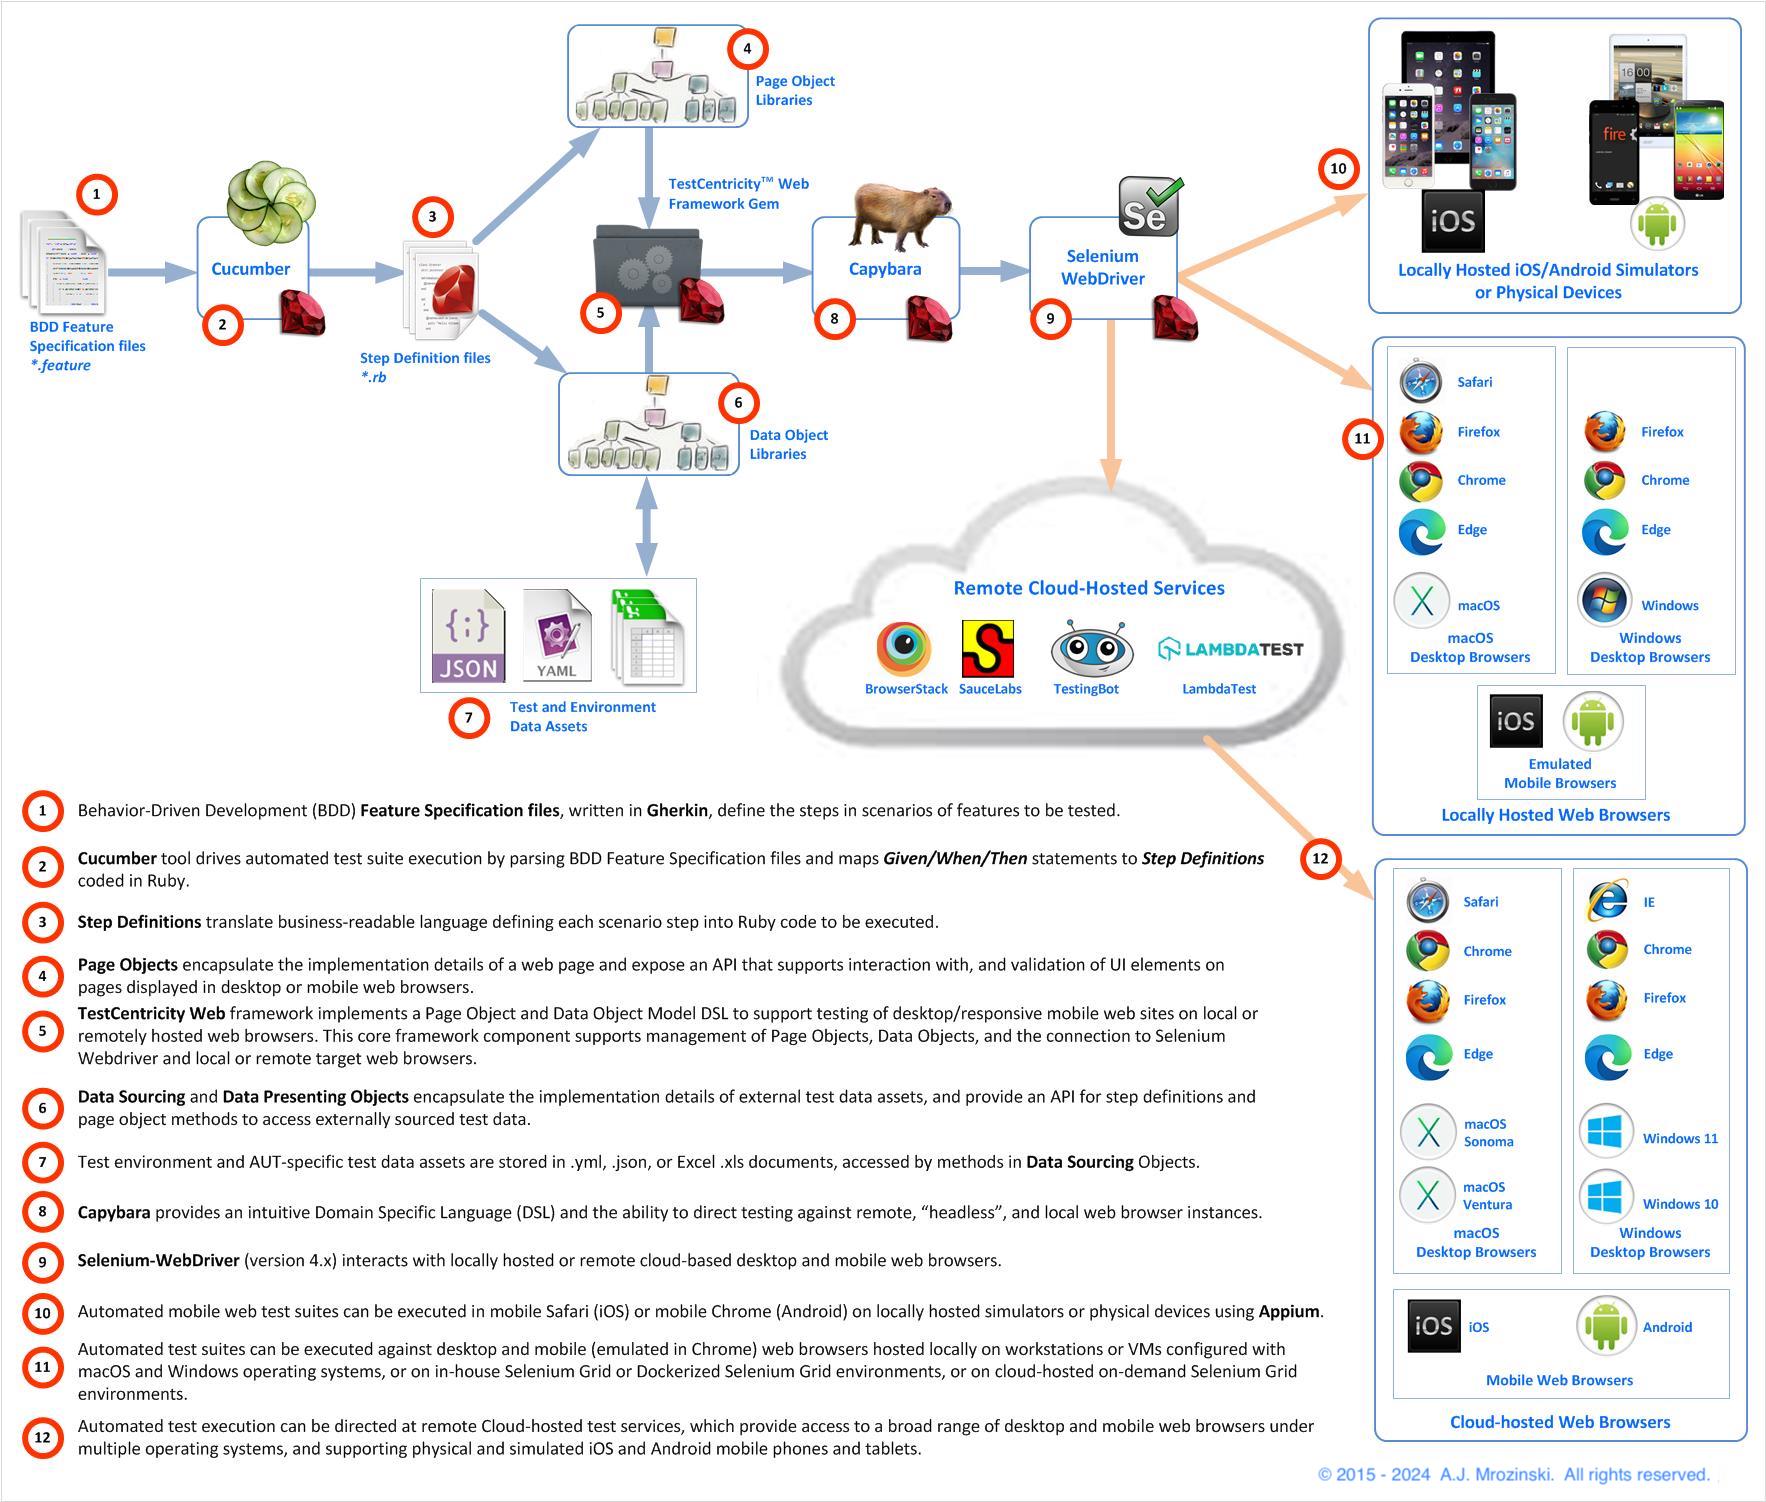 4
Page Object
Libraries
1
3
TestCentricity™ Web
Framework Gem
Se
16 00
fire
10
iOS
Cucumber
Capybara
Selenium
WebDriver
Locally Hosted iOS/Android Simulators
or Physical Devices
2
5
8
9
BDD Feature
Specification files
*.feature
Step Definition files
*.rb
6
Data Object
Libraries
11
Safari
Firefox
Chrome
Edge
macOS
macOS
Desktop Browsers
Firefox
Chrome
Edge
Windows
Windows
Desktop Browsers
iOS
Emulated
Mobile Browsers
Locally Hosted Web Browsers
{;}
JSON
YAML
7
Test and Environment
Data Assets
Remote Cloud-Hosted Services
LAMBDATEST
BrowserStack
SauceLabs
TestingBot
LambdaTest
12
Safari
Chrome
Firefox
Edge
macOS
Sonoma
macOS
Ventura
macOS
Desktop Browsers
IE
Chrome
Firefox
Edge
Windows 11
Windows 10
Windows
Desktop Browsers
iOS
iOS
Android
Mobile Web Browsers
Cloud-hosted Web Browsers
1 Behavior-Driven Development (BDD) Feature Specification files, written in Gherkin, define the steps in scenarios of features to be tested.
2 Cucumber tool drives automated test suite execution by parsing BDD Feature Specification files and maps Given/When/Then statements to Step Definitions
coded in Ruby.
3 Step Definitions translate business-readable language defining each scenario step into Ruby code to be executed.
4 Page Objects encapsulate the implementation details of a web page and expose an API that supports interaction with, and validation of UI elements on
pages displayed in desktop or mobile web browsers.
5 TestCentricity Web framework implements a Page Object and Data Object Model DSL to support testing of desktop/responsive mobile web sites on local or
remotely hosted web browsers. This core framework component supports management of Page Objects, Data Objects, and the connection to Selenium
Webdriver and local or remote target web browsers.
6 Data Sourcing and Data Presenting Objects encapsulate the implementation details of external test data assets, and provide an API for step definitions and
page object methods to access externally sourced test data.
7 Test environment and AUT-specific test data assets are stored in .yml, .json, or Excel .xls documents, accessed by methods in Data Sourcing Objects.
8 Capybara provides an intuitive Domain Specific Language (DSL) and the ability to direct testing against remote, “headless”, and local web browser instances.
9 Selenium-WebDriver (version 4.x) interacts with locally hosted or remote cloud-based desktop and mobile web browsers.
10 Automated mobile web test suites can be executed in mobile Safari (iOS) or mobile Chrome (Android) on locally hosted simulators or physical devices using Appium.
11 Automated test suites can be executed against desktop and mobile (emulated in Chrome) web browsers hosted locally on workstations or VMs configured with
macOS and Windows operating systems, or on in-house Selenium Grid or Dockerized Selenium Grid environments, or on cloud-hosted on-demand Selenium Grid
environments.
12 Automated test execution can be directed at remote Cloud-hosted test services, which provide access to a broad range of desktop and mobile web browsers under
multiple operating systems, and supporting physical and simulated iOS and Android mobile phones and tablets.
© 2015 - 2024 A.J. Mrozinski. All rights reserved.